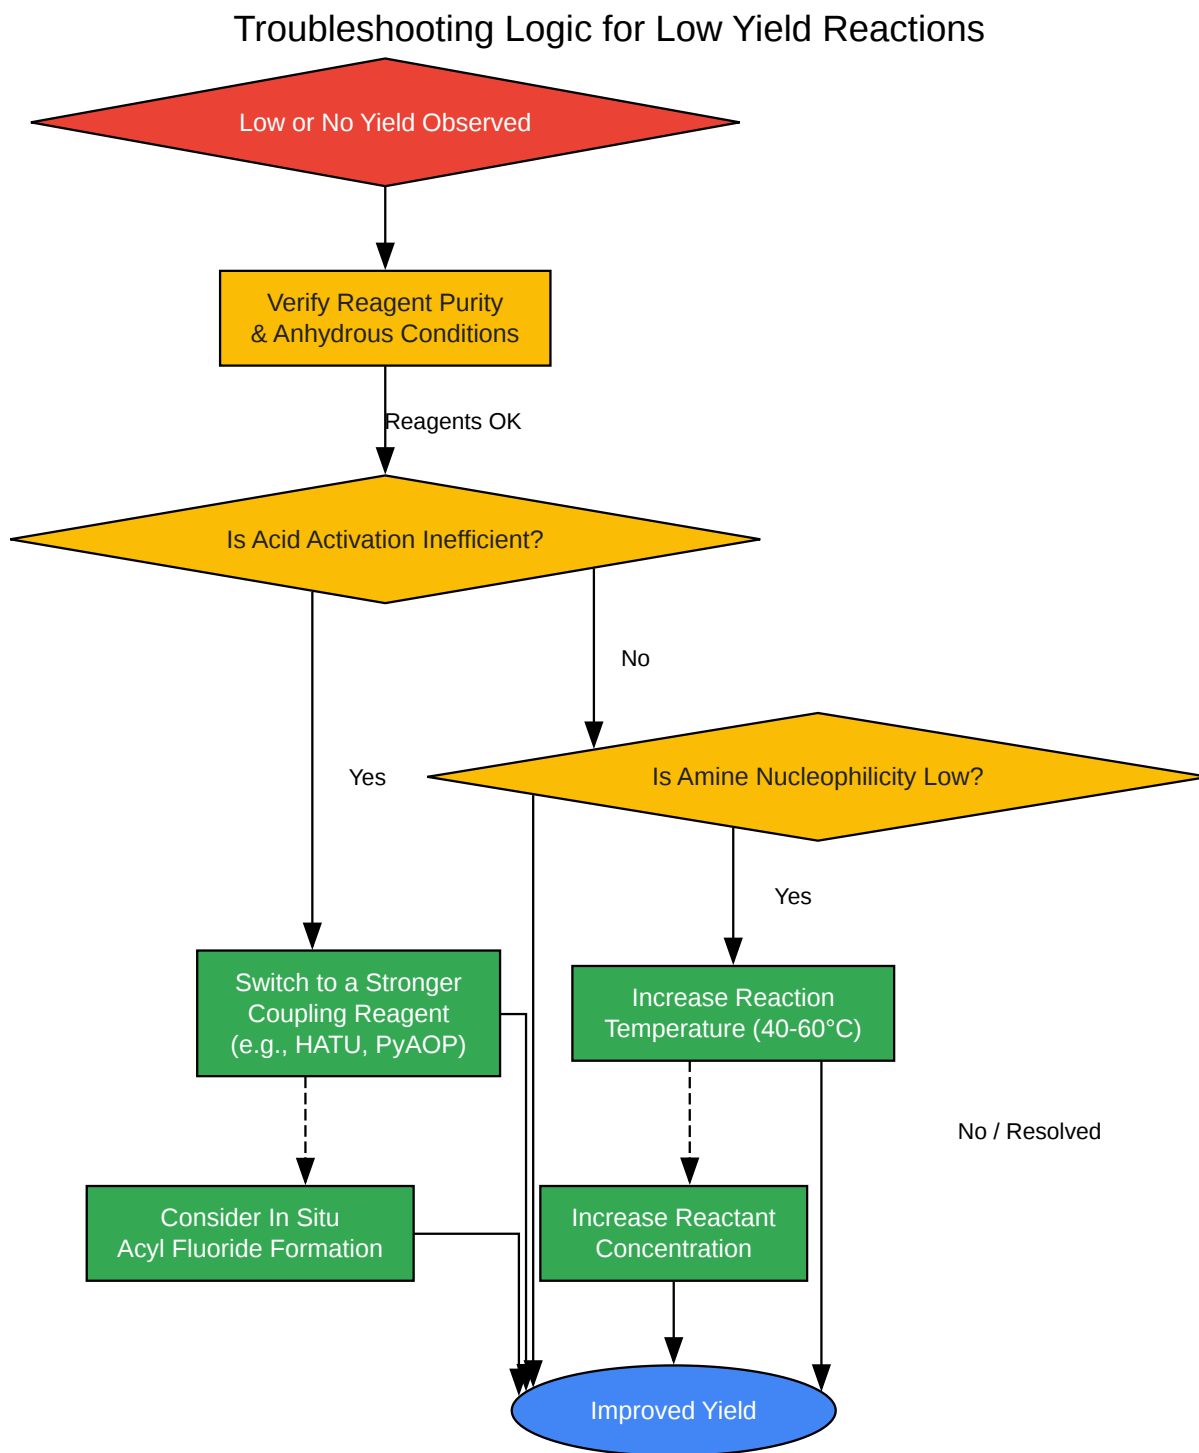 Troubleshooting Logic for Low Yield Reactions
Low or No Yield Observed
Verify Reagent Purity
& Anhydrous Conditions
Reagents OK
Is Acid Activation Inefficient?
No
Yes
Is Amine Nucleophilicity Low?
Yes
Switch to a Stronger
Coupling Reagent
(e.g., HATU, PyAOP)
Increase Reaction
Temperature (40-60°C)
No / Resolved
Consider In Situ
Acyl Fluoride Formation
Increase Reactant
Concentration
Improved Yield